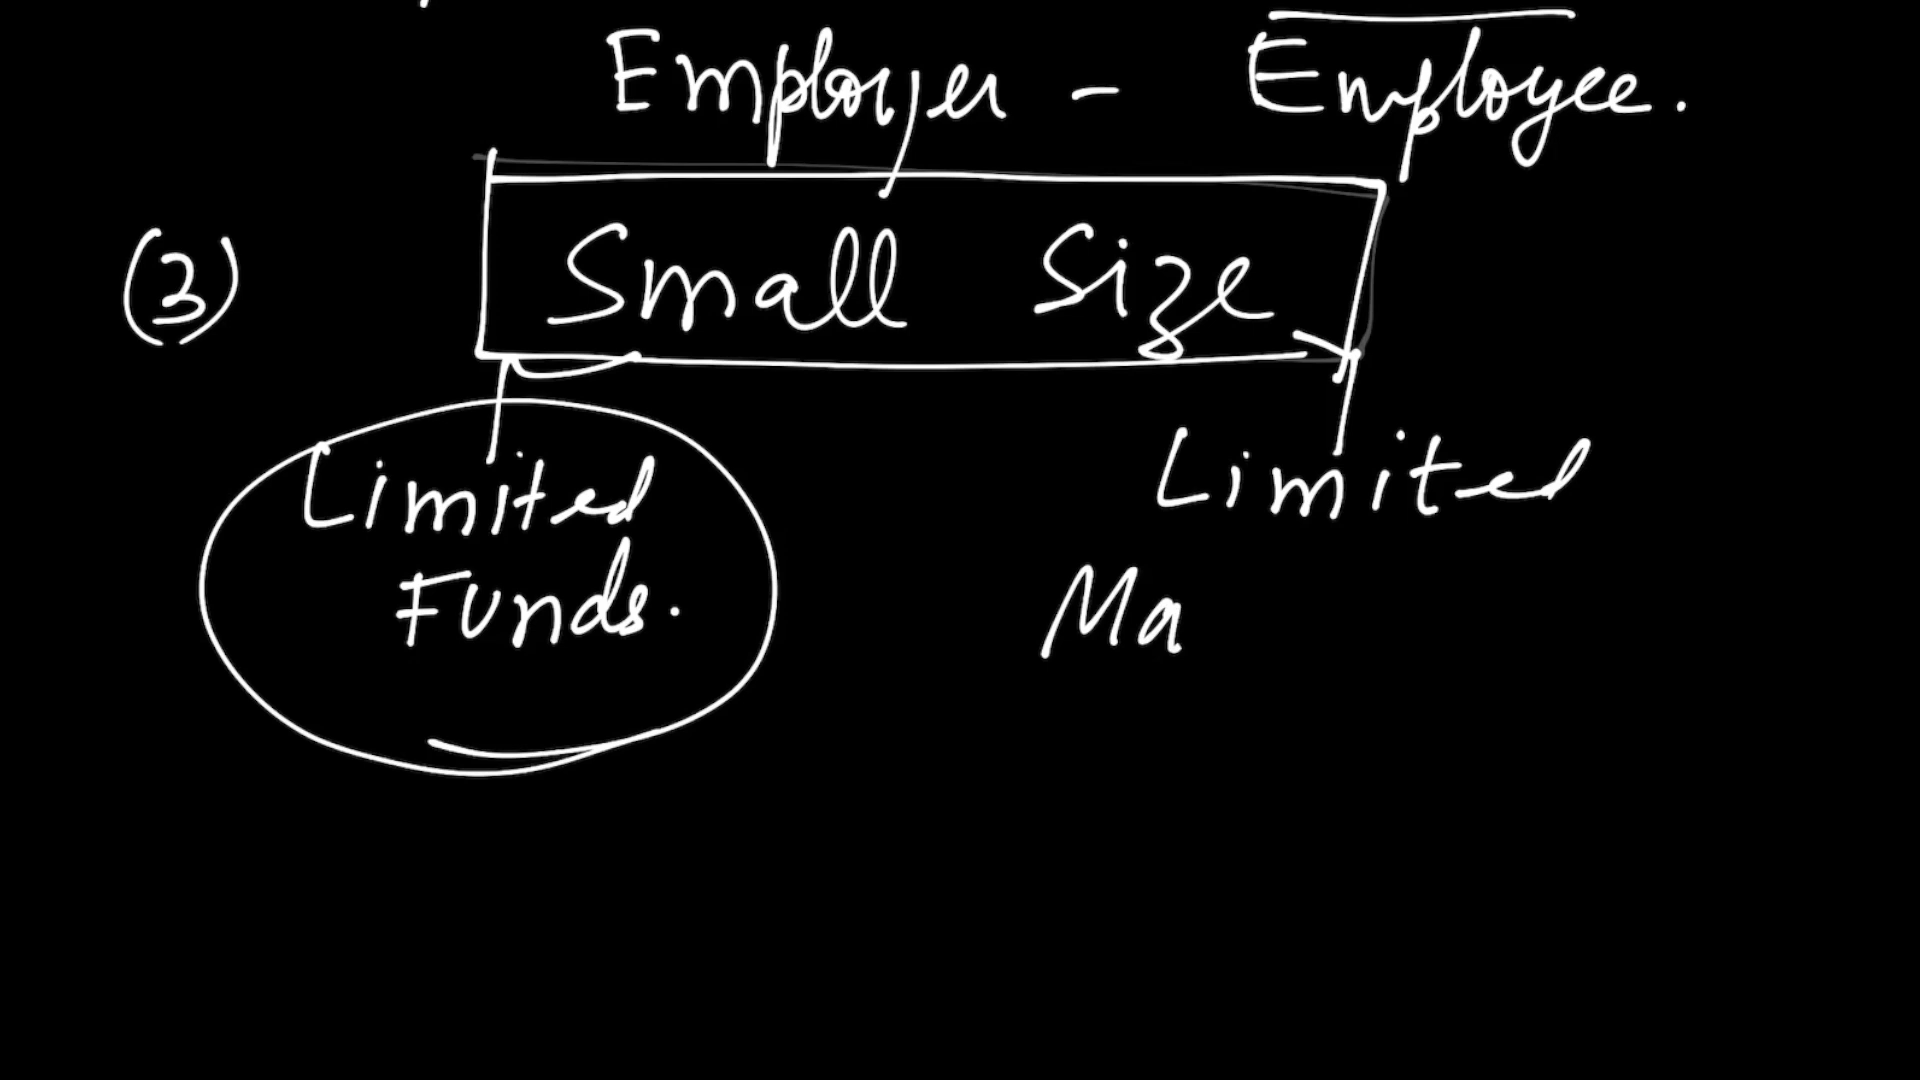 Employer - Employee.
(3) Small Size
Limited Limited
Funds. Ma